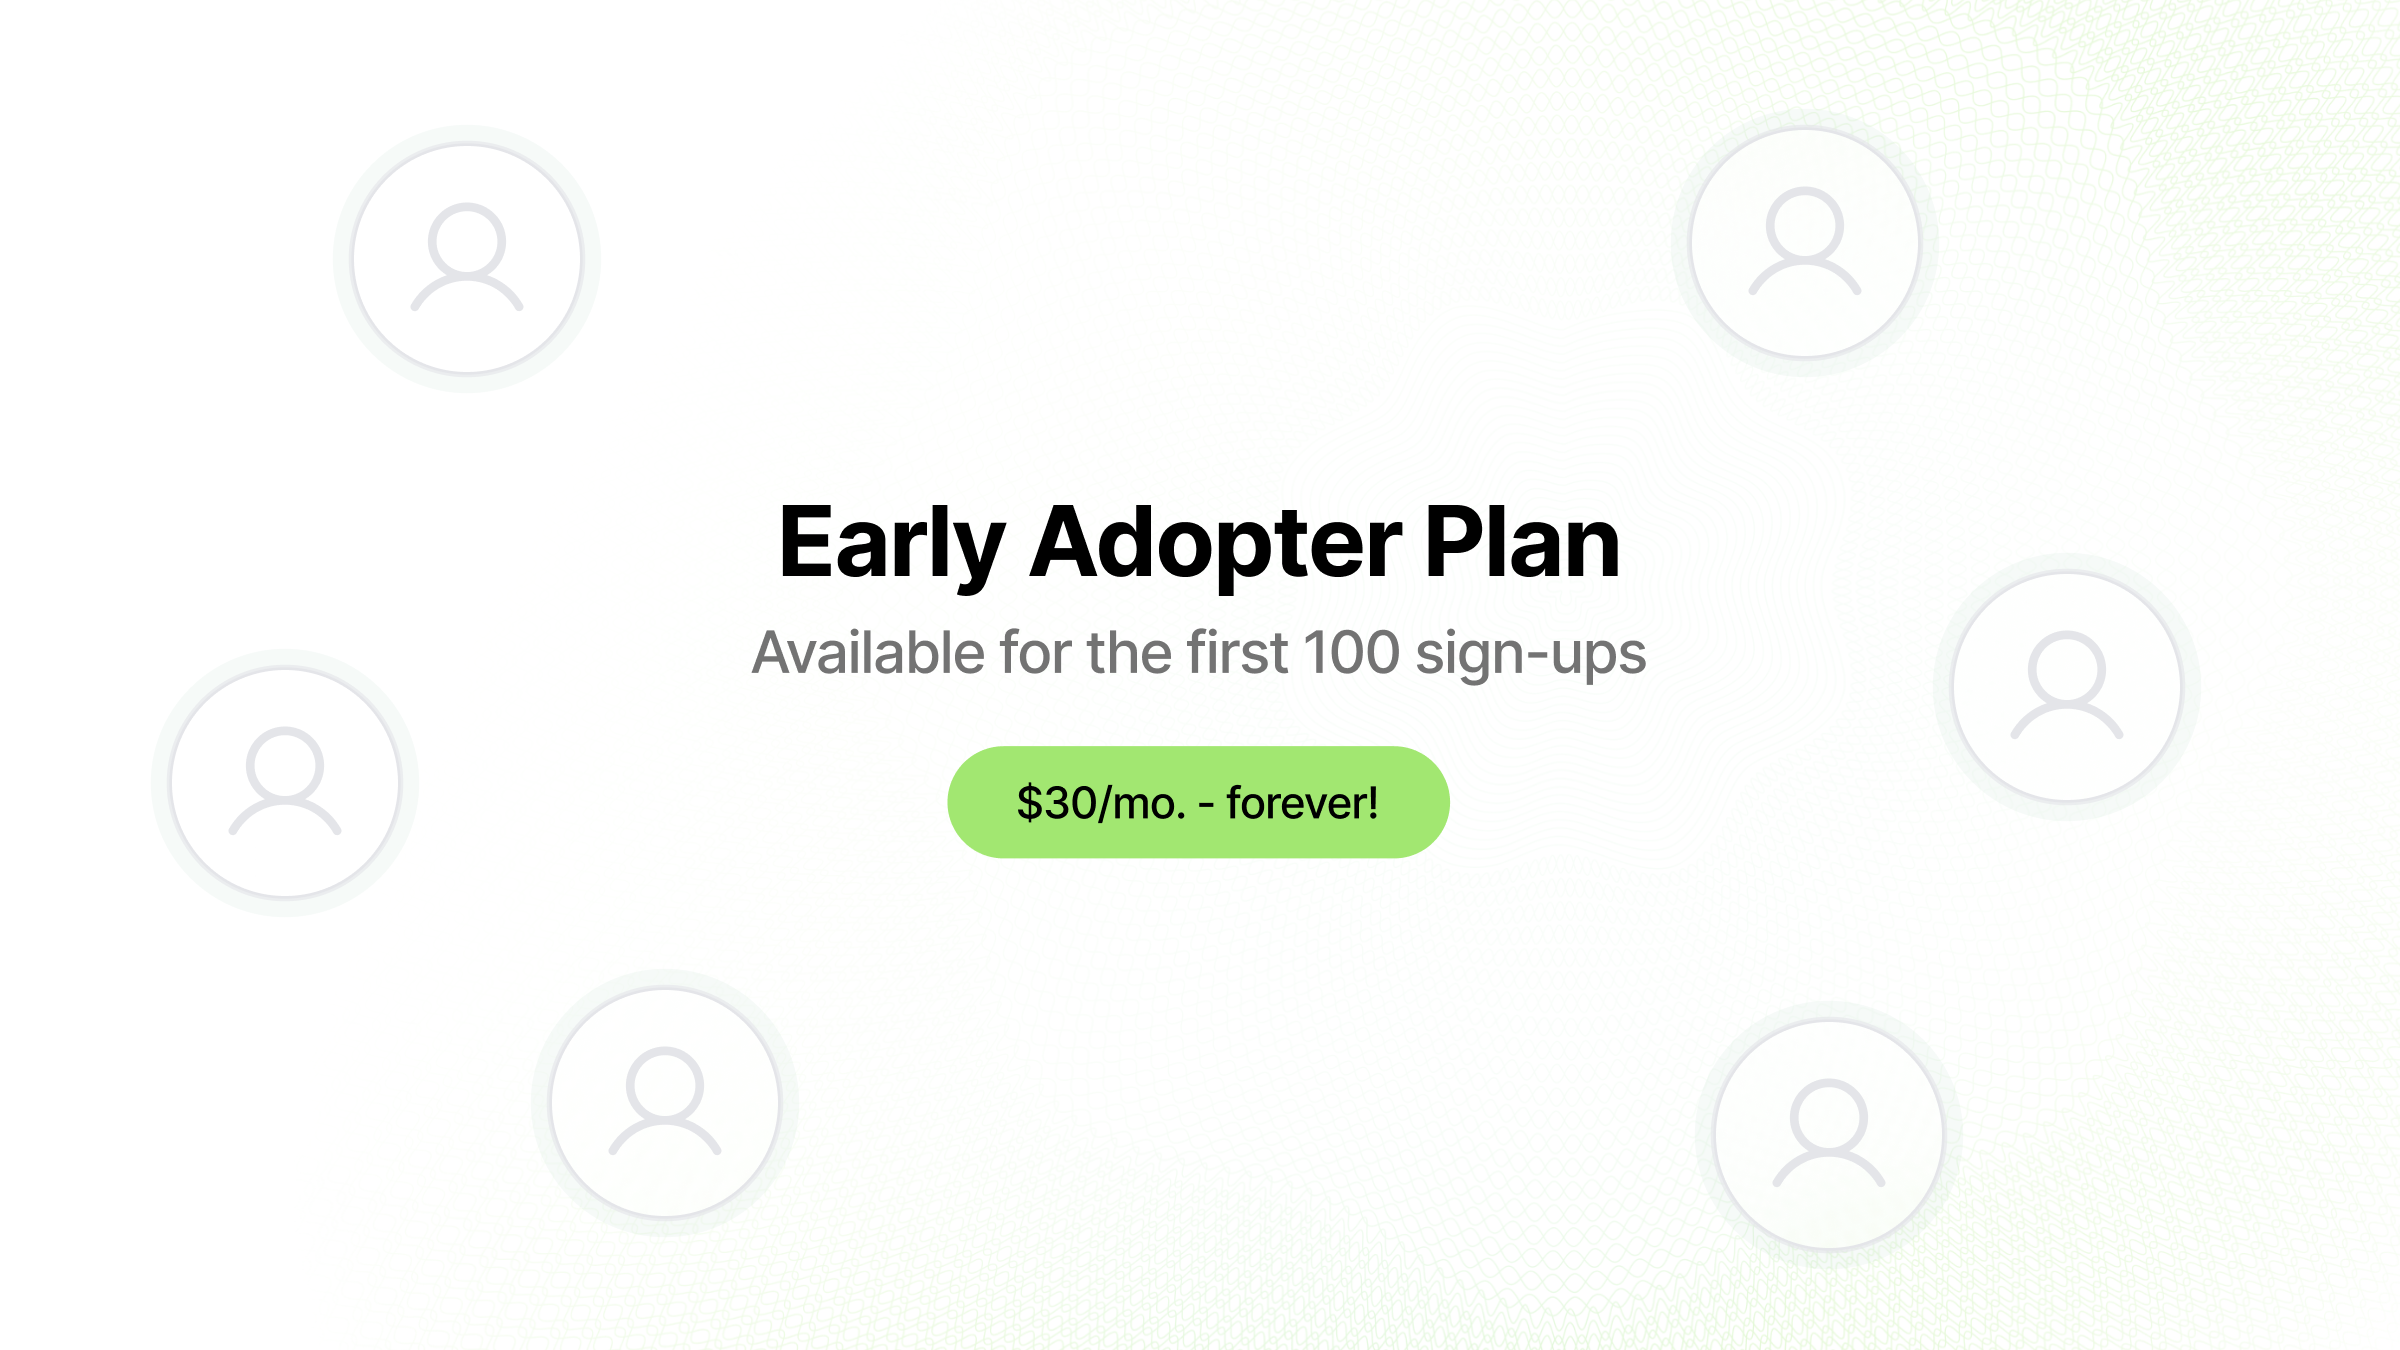 Early Adopter Plan
Available for the first 100 sign-ups
$30/mo. - forever!